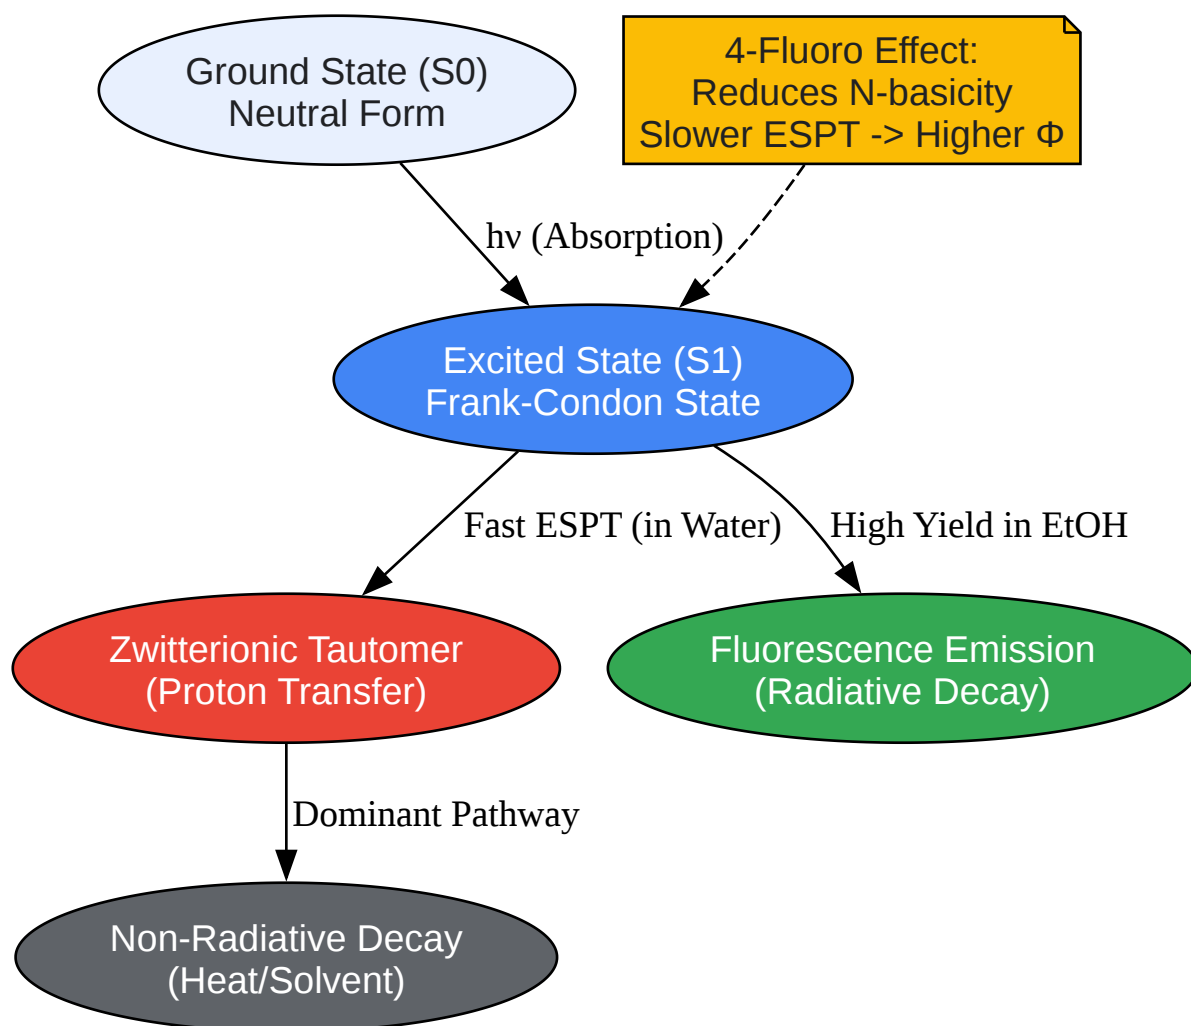 Ground State (S0)
Neutral Form
4-Fluoro Effect:
Reduces N-basicity
Slower ESPT -> Higher Φ
hν (Absorption)
Excited State (S1)
Frank-Condon State
Fast ESPT (in Water)
High Yield in EtOH
Zwitterionic Tautomer
(Proton Transfer)
Fluorescence Emission
(Radiative Decay)
Dominant Pathway
Non-Radiative Decay
(Heat/Solvent)